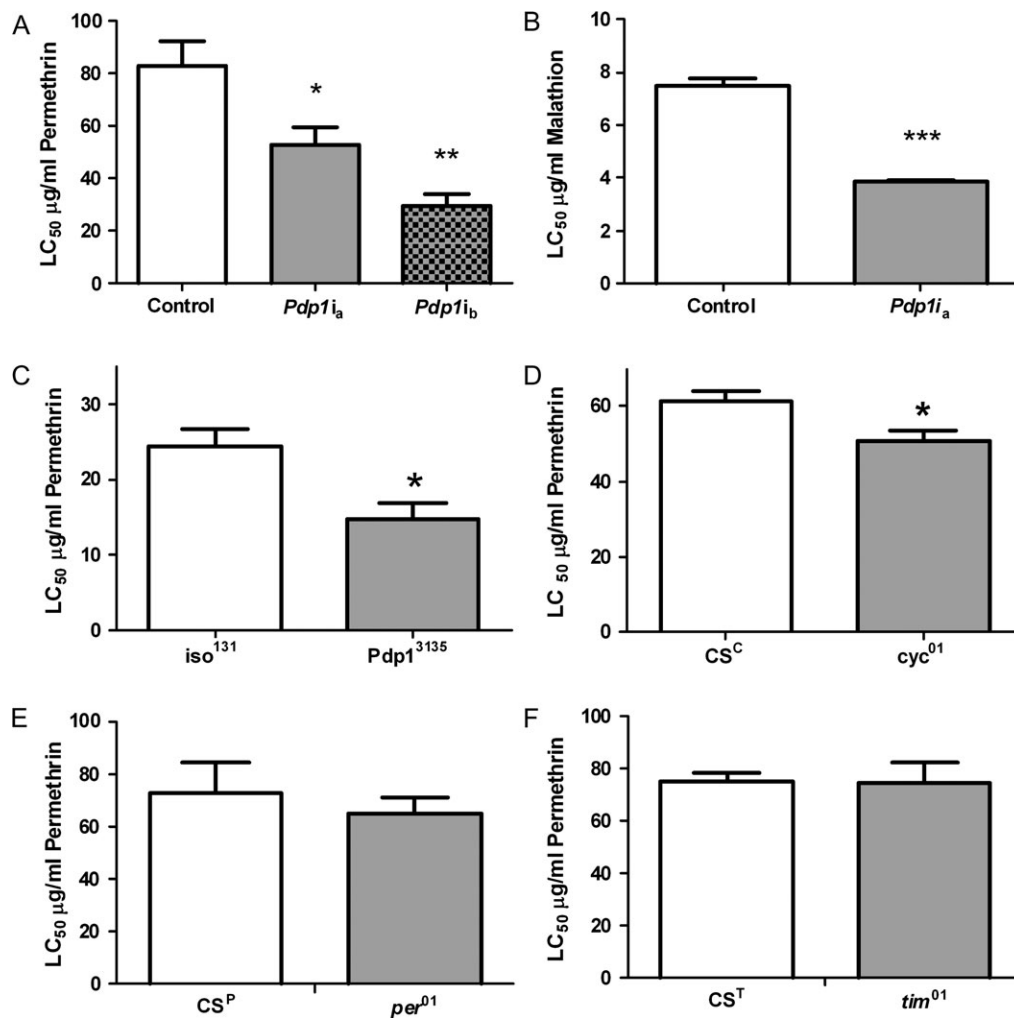 A
LC50 µg/ml Permethrin
100
80
60
40
20
0
*
**
Control
Pdp1ia
Pdp1ib
B
LC50 µg/ml Malathion
8
6
4
2
0
***
Control
Pdp1ia
C
LC50 µg/ml Permethrin
30
20
10
0
*
iso131
Pdp13135
D
LC 50 µg/ml Permethrin
60
40
20
0
*
CSC
cyc01
E
LC50 µg/ml Permethrin
100
80
60
40
20
0
CSP
per01
F
LC50 µg/ml Permethrin
100
80
60
40
20
0
CST
tim01